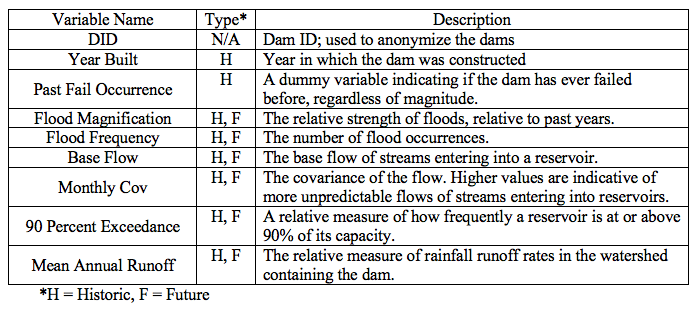 Variable Name Type* Description
DID N/A Dam ID; used to anonymize the dams
Year Built H Year in which the dam was constructed
Past Fail Occurrence H A dummy variable indicating if the dam has ever failed
before, regardless of magnitude.
Flood Magnification H, F The relative strength of floods, relative to past years.
Flood Frequency H, F The number of flood occurrences.
Base Flow H, F The base flow of streams entering into a reservoir.
Monthly Cov H, F The covariance of the flow. Higher values are indicative of
more unpredictable flows of streams entering into reservoirs.
90 Percent Exceedance H, F A relative measure of how frequently a reservoir is at or above
90% of its capacity.
Mean Annual Runoff H, F The relative measure of rainfall runoff rates in the watershed
containing the dam.
*H = Historic, F = Future